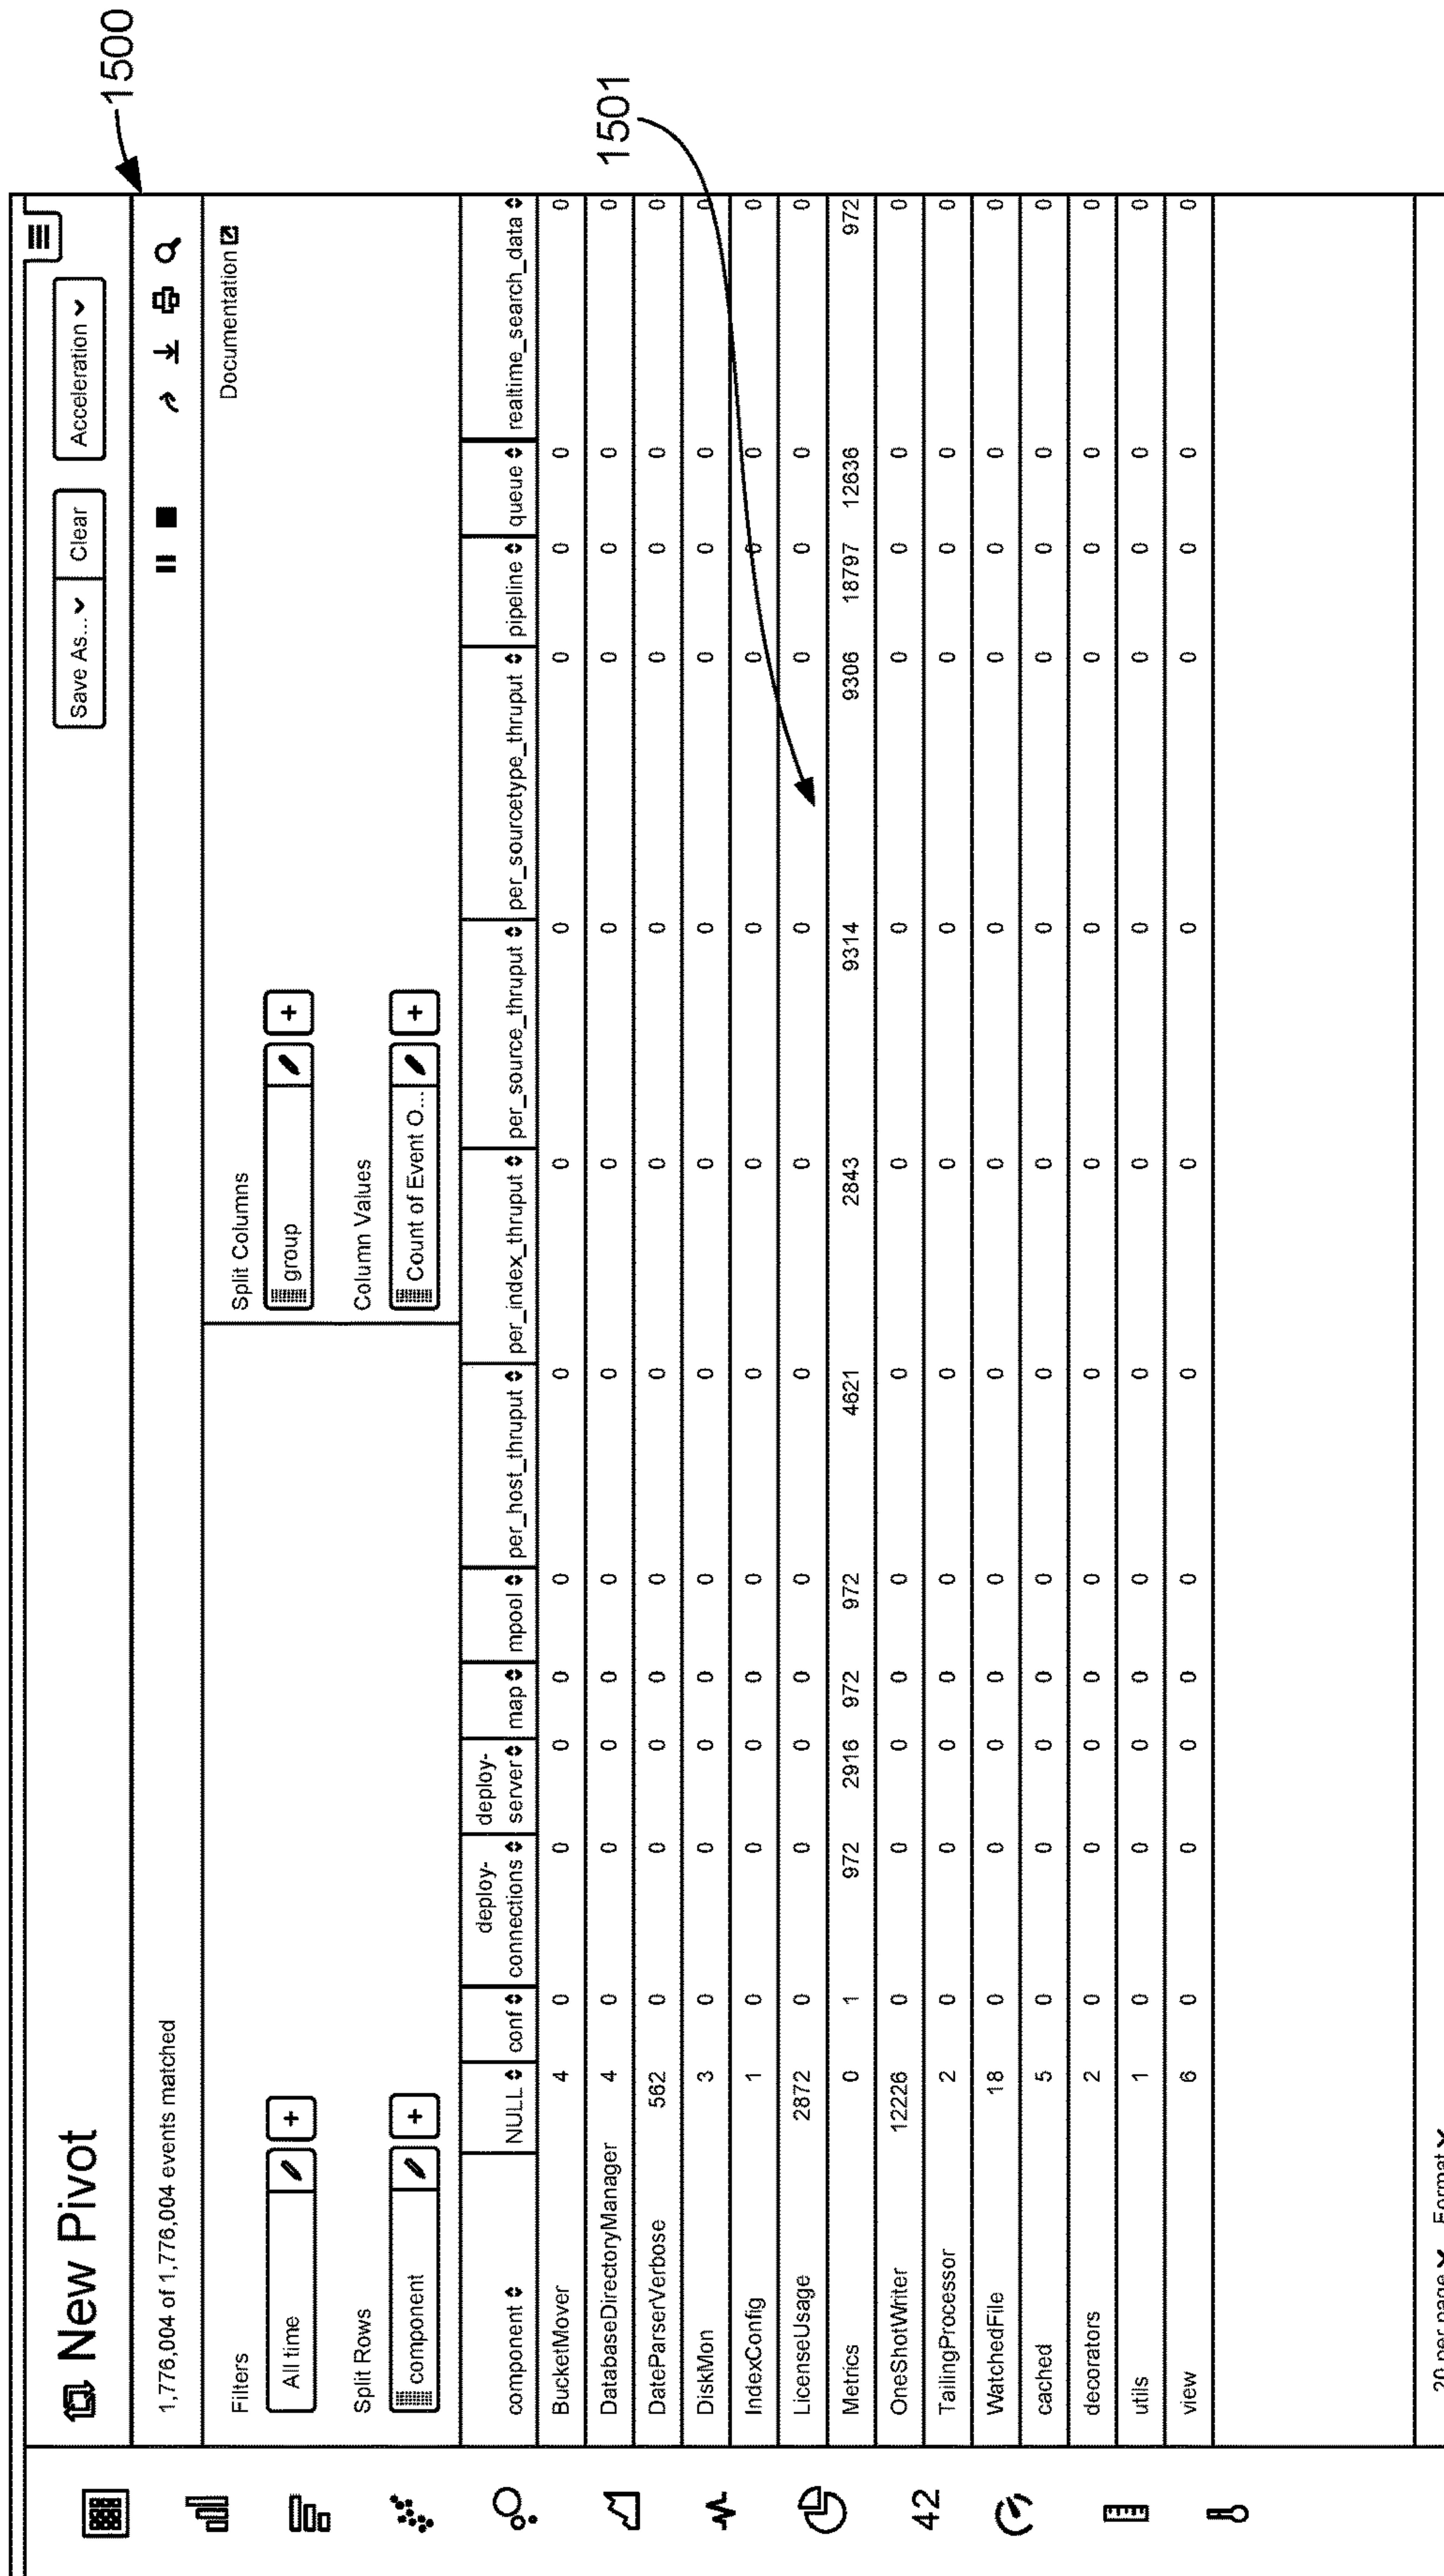 New Pivot
Save As... Clear Acceleration
1500
1,776,004 of 1,776,004 events matched
Filters Split Columns Documentation
All time + group +
Split Rows Column Values
component + Count of Event O... +
component NULL conf deploy-connections deploy-server map mpool per_host_thruput per_index_thruput per_source_thruput per_sourcetype_thruput pipeline queue realtime_search_data
BucketMover 4 0 0 0 0 0 0 0 0 0 0 0 0
DatabaseDirectoryManager 4 0 0 0 0 0 0 0 0 0 0 0 0
1501
DateParserVerbose 562 0 0 0 0 0 0 0 0 0 0 0 0
DiskMon 3 0 0 0 0 0 0 0 0 0 0 0 0
IndexConfig 1 0 0 0 0 0 0 0 0 0 0 0 0
LicenseUsage 2872 0 0 0 0 0 0 0 0 0 0 0 0
Metrics 0 1 972 2916 972 972 4621 2843 9314 9306 18797 12636 972
OneShotWriter 12226 0 0 0 0 0 0 0 0 0 0 0 0
TailingProcessor 2 0 0 0 0 0 0 0 0 0 0 0 0
WatchedFile 18 0 0 0 0 0 0 0 0 0 0 0 0
cached 5 0 0 0 0 0 0 0 0 0 0 0 0
decorators 2 0 0 0 0 0 0 0 0 0 0 0 0
utils 1 0 0 0 0 0 0 0 0 0 0 0 0
view 6 0 0 0 0 0 0 0 0 0 0 0 0
42
20 per page Format